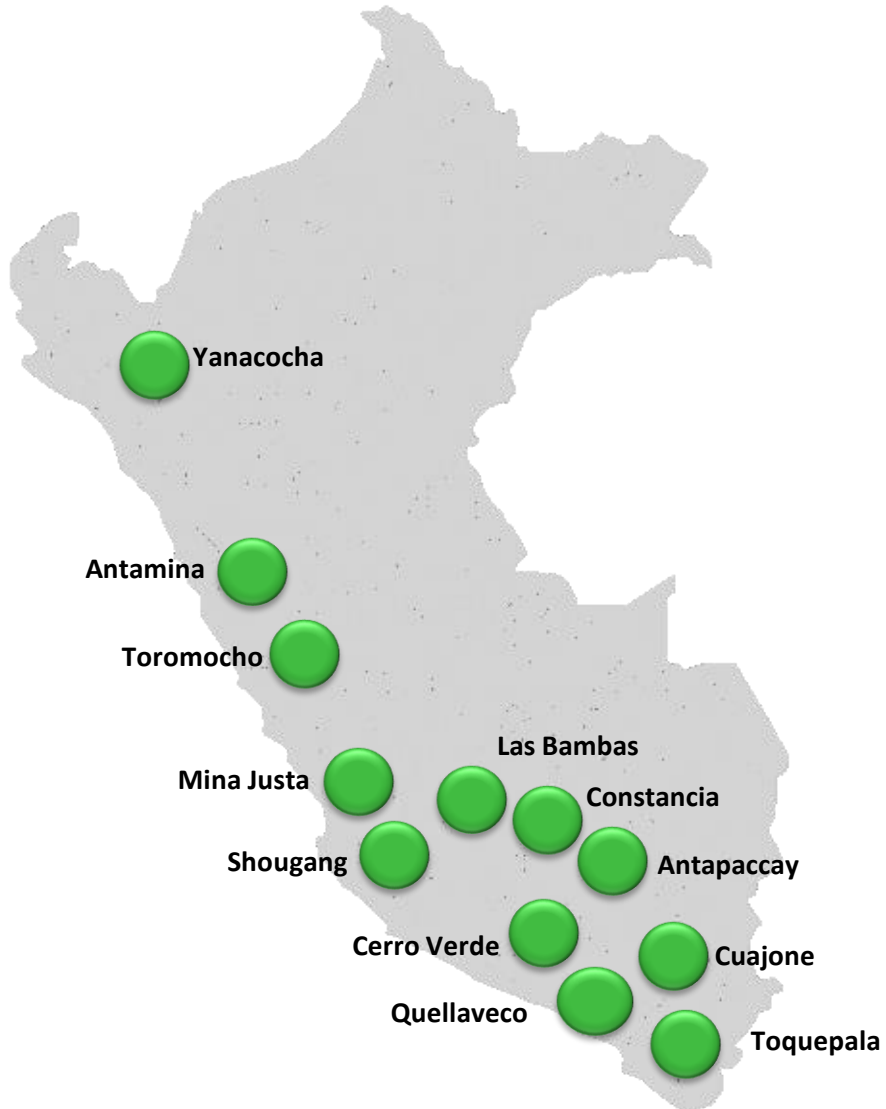 Yanacocha
Antamina
Toromocho
Las Bambas
Mina Justa
Constancia
Shougang
Antapaccay
Cerro Verde
Cuajone
Quellaveco
Toquepala